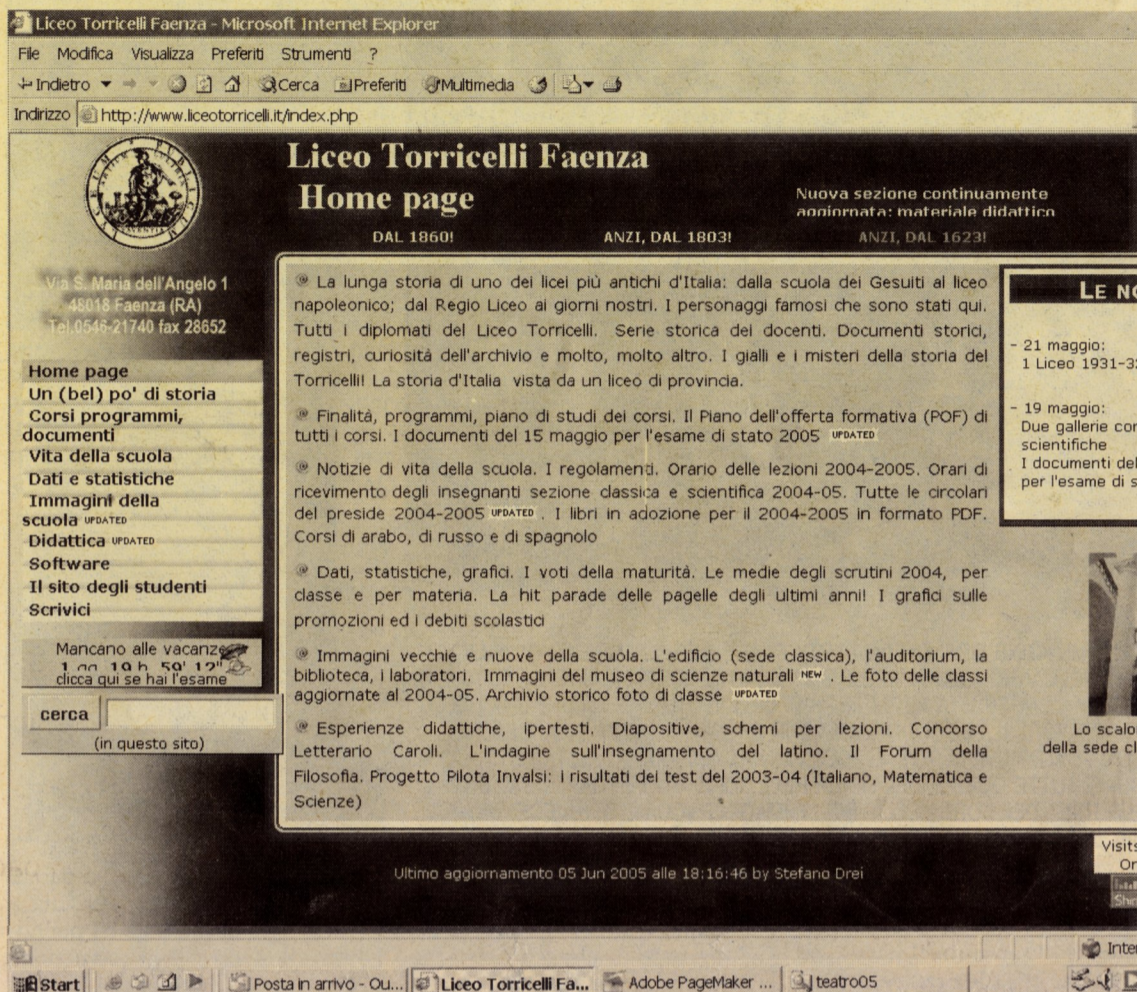 Liceo Torricelli Faenza - Microsoft Internet Explorer
File Modifica Visualizza Preferiti Strumenti ?
Indietro Cerca Preferiti Multimedia
Indirizzo http://www.liceotorricelli.it/index.php
Liceo Torricelli Faenza
Home page
Nuova sezione continuamente
aggiornata: materiale didattico
DAL 1860! ANZI, DAL 1803! ANZI, DAL 1623!
Via S. Maria dell'Angelo 1
48018 Faenza (RA)
Tel.0546-21740 fax 28652
Home page
Un (bel) po' di storia
Corsi programmi,
documenti
Vita della scuola
Dati e statistiche
Immagini della
scuola UPDATED
Didattica UPDATED
Software
Il sito degli studenti
Scrivici
Mancano alle vacanze
1 gg 19 h 59' 12"
clicca qui se hai l'esame
cerca
(in questo sito)
La lunga storia di uno dei licei più antichi d'Italia: dalla scuola dei Gesuiti al liceo
napoleonico; dal Regio Liceo ai giorni nostri. I personaggi famosi che sono stati qui.
Tutti i diplomati del Liceo Torricelli. Serie storica dei docenti. Documenti storici,
registri, curiosità dell'archivio e molto, molto altro. I gialli e i misteri della storia del
Torricelli! La storia d'Italia vista da un liceo di provincia.
Finalità, programmi, piano di studi dei corsi. Il Piano dell'offerta formativa (POF) di
tutti i corsi. I documenti del 15 maggio per l'esame di stato 2005 UPDATED
Notizie di vita della scuola. I regolamenti. Orario delle lezioni 2004-2005. Orari di
ricevimento degli insegnanti sezione classica e scientifica 2004-05. Tutte le circolari
del preside 2004-2005 UPDATED . I libri in adozione per il 2004-2005 in formato PDF.
Corsi di arabo, di russo e di spagnolo
Dati, statistiche, grafici. I voti della maturità. Le medie degli scrutini 2004, per
classe e per materia. La hit parade delle pagelle degli ultimi anni! I grafici sulle
promozioni ed i debiti scolastici
Immagini vecchie e nuove della scuola. L'edificio (sede classica), l'auditorium, la
biblioteca, i laboratori. Immagini del museo di scienze naturali NEW . Le foto delle classi
aggiornate al 2004-05. Archivio storico foto di classe UPDATED
Esperienze didattiche, ipertesti. Diapositive, schemi per lezioni. Concorso
Letterario Caroli. L'indagine sull'insegnamento del latino. Il Forum della
Filosofia. Progetto Pilota Invalsi: i risultati dei test del 2003-04 (Italiano, Matematica e
Scienze)
LE NO
- 21 maggio:
1 Liceo 1931-32
- 19 maggio:
Due gallerie con
scientifiche
I documenti del
per l'esame di s
Lo scalo
della sede cl
Visits
Ultimo aggiornamento 05 Jun 2005 alle 18:16:46 by Stefano Drei
Inter
Start Posta in arrivo - Ou... Liceo Torricelli Fa... Adobe PageMaker ... teatro05